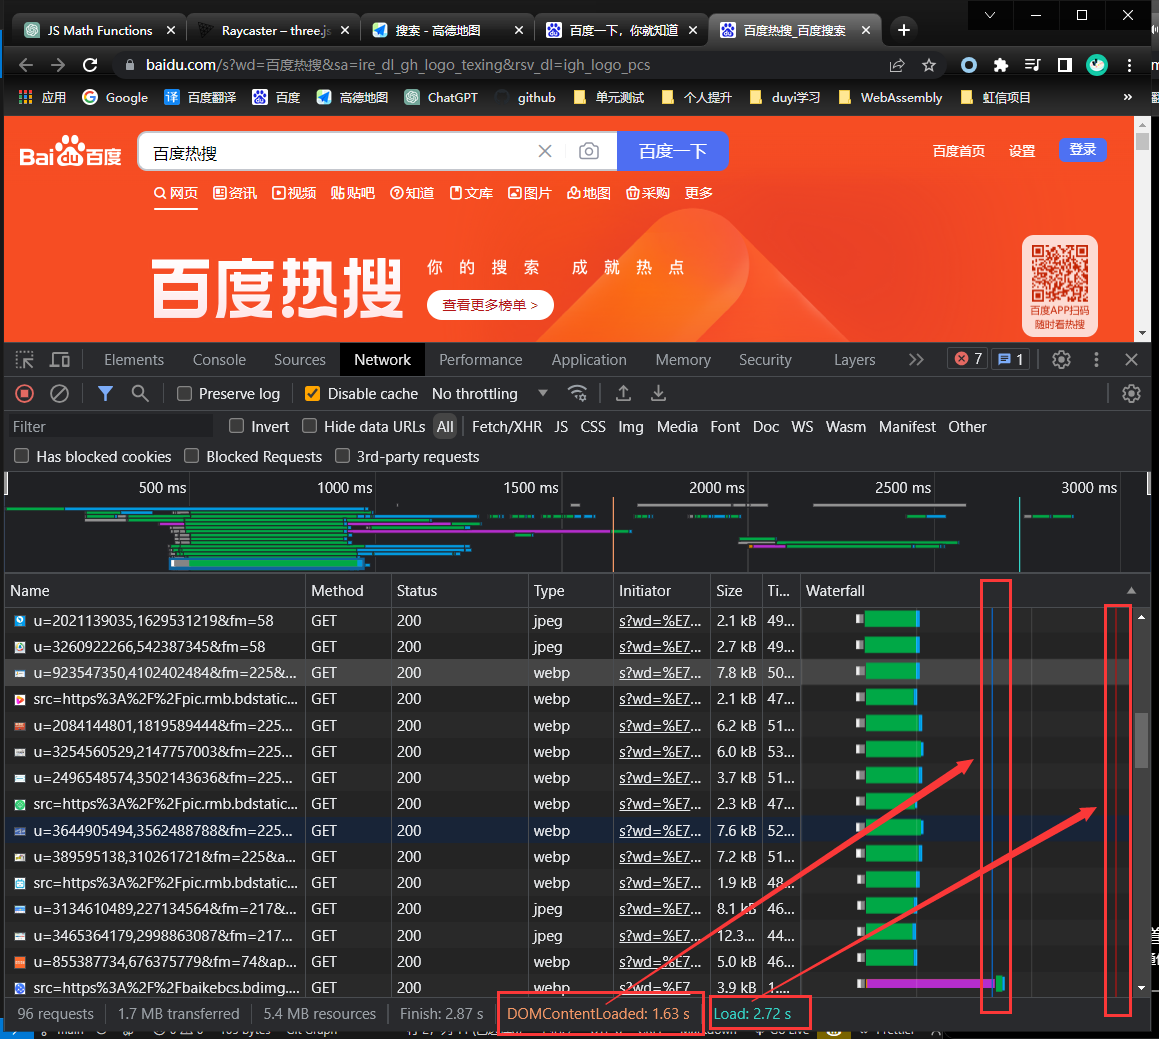 JS Math Functions
Raycaster – three.js
搜索 - 高德地图
百度一下，你就知道
百度热搜_百度搜索
baidu.com/s?wd=百度热搜&sa=ire_dl_gh_logo_texing&rsv_dl=igh_logo_pcs
应用 Google 百度翻译 百度 高德地图 ChatGPT github 单元测试 个人提升 duyi学习 WebAssembly 虹信项目 »
Bai du 百度 百度热搜 百度一下 百度首页 设置 登录
网页 资讯 视频 贴吧 知道 文库 图片 地图 采购 更多
百度热搜 你的搜索 成就热点
查看更多榜单 >
百度APP扫码
随时看热搜
Elements Console Sources Network Performance Application Memory Security Layers 7 1
Preserve log Disable cache No throttling
Filter Invert Hide data URLs All Fetch/XHR JS CSS Img Media Font Doc WS Wasm Manifest Other
Has blocked cookies Blocked Requests 3rd-party requests
500 ms 1000 ms 1500 ms 2000 ms 2500 ms 3000 ms
Name Method Status Type Initiator Size Ti... Waterfall
u=2021139035,1629531219&fm=58 GET 200 jpeg s?wd=%E7... 2.1 kB 49...
u=3260922266,542387345&fm=58 GET 200 jpeg s?wd=%E7... 2.7 kB 49...
u=923547350,4102402484&fm=225&... GET 200 webp s?wd=%E7... 7.8 kB 50...
src=https%3A%2F%2Fpic.rmb.bdstatic... GET 200 webp s?wd=%E7... 2.1 kB 47...
u=2084144801,1819589444&fm=225... GET 200 webp s?wd=%E7... 6.2 kB 51...
u=3254560529,2147757003&fm=225... GET 200 webp s?wd=%E7... 6.0 kB 53...
u=2496548574,3502143636&fm=225... GET 200 webp s?wd=%E7... 3.7 kB 51...
src=https%3A%2F%2Fpic.rmb.bdstatic... GET 200 webp s?wd=%E7... 2.3 kB 47...
u=3644905494,3562488788&fm=225... GET 200 webp s?wd=%E7... 7.6 kB 52...
u=389595138,310261721&fm=225&a... GET 200 webp s?wd=%E7... 7.2 kB 51...
src=https%3A%2F%2Fpic.rmb.bdstatic... GET 200 webp s?wd=%E7... 1.9 kB 48...
u=3134610489,227134564&fm=217&... GET 200 jpeg s?wd=%E7... 8.1 kB 46...
u=3465364179,2998863087&fm=217... GET 200 jpeg s?wd=%E7... 12.3... 44...
u=855387734,676375779&fm=74&ap... GET 200 webp s?wd=%E7... 5.0 kB 46...
src=https%3A%2F%2Fbaikebcs.bdimg.... GET 200 webp s?wd=%E7... 3.9 kB 1....
96 requests 1.7 MB transferred 5.4 MB resources Finish: 2.87 s DOMContentLoaded: 1.63 s Load: 2.72 s